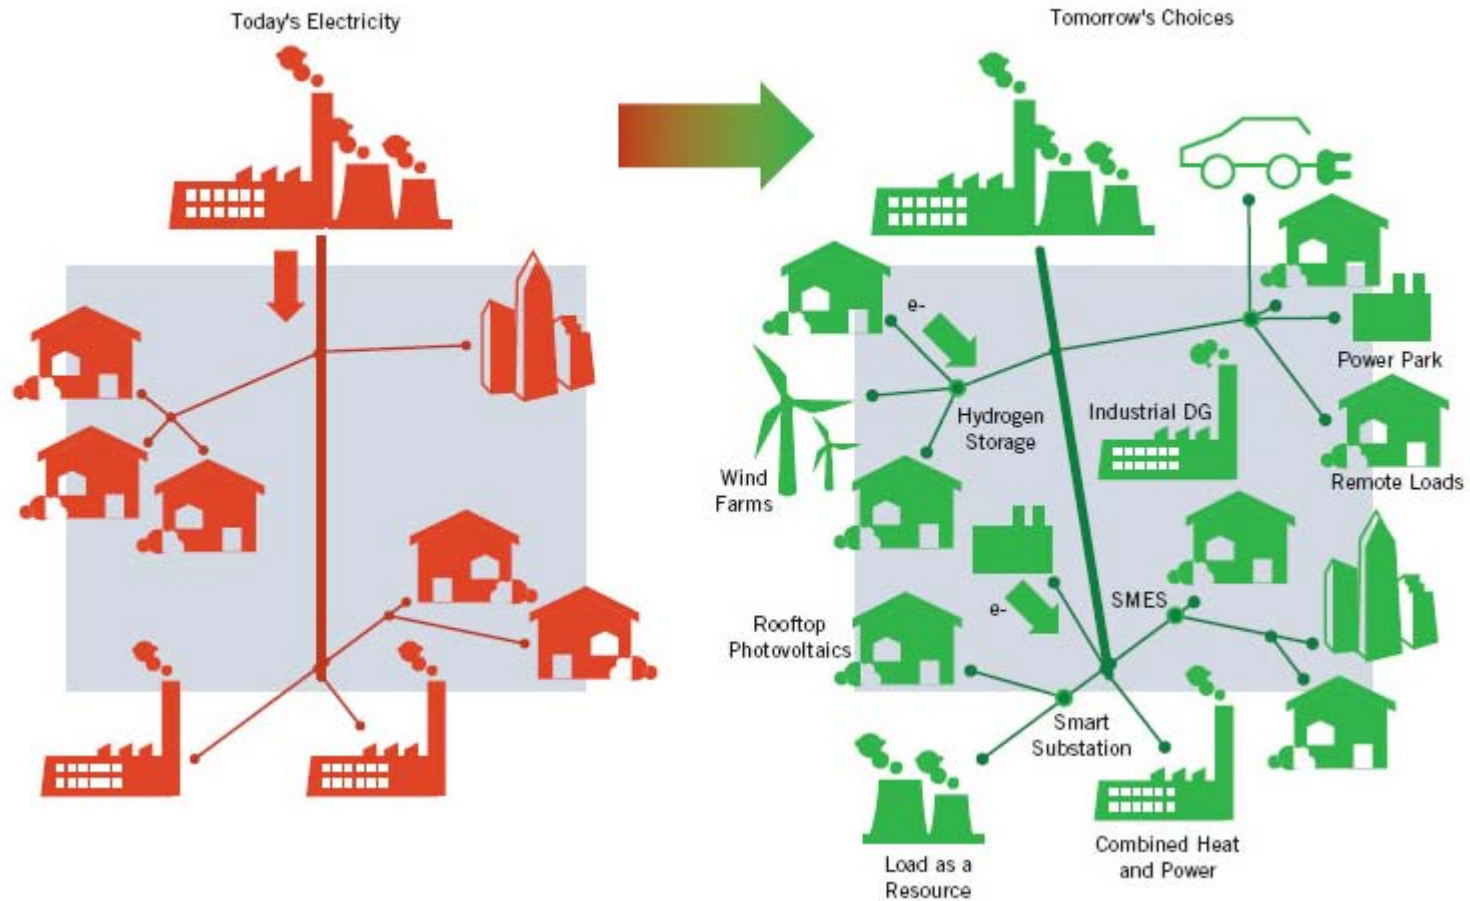 Today's Electricity
Tomorrow's Choices
e-
Power Park
Hydrogen
Storage
Industrial DG
Wind
Farms
Remote Loads
e-
SMES
Rooftop
Photovoltaics
Smart
Substation
Combined Heat
and Power
Load as a
Resource